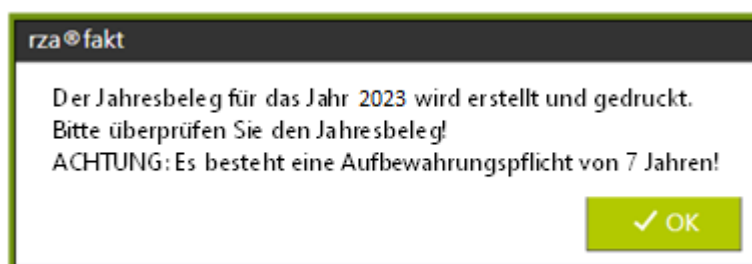 rza®fakt
Der Jahresbeleg für das Jahr 2023 wird erstellt und gedruckt.
Bitte überprüfen Sie den Jahresbeleg!
ACHTUNG: Es besteht eine Aufbewahrungspflicht von 7 Jahren!
✓ OK